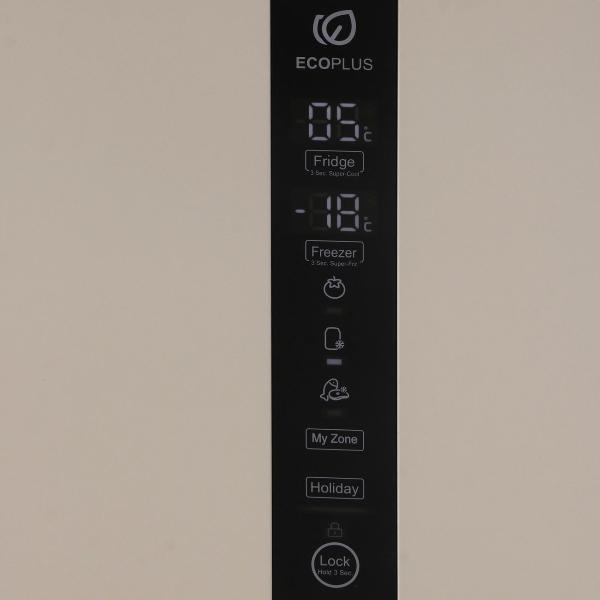 ECOPLUS
05°C
Fridge
3 Sec. Super-Cool
-18°C
Freezer
3 Sec. Super-Frz
My Zone
Holiday
Lock
Hold 3 Sec